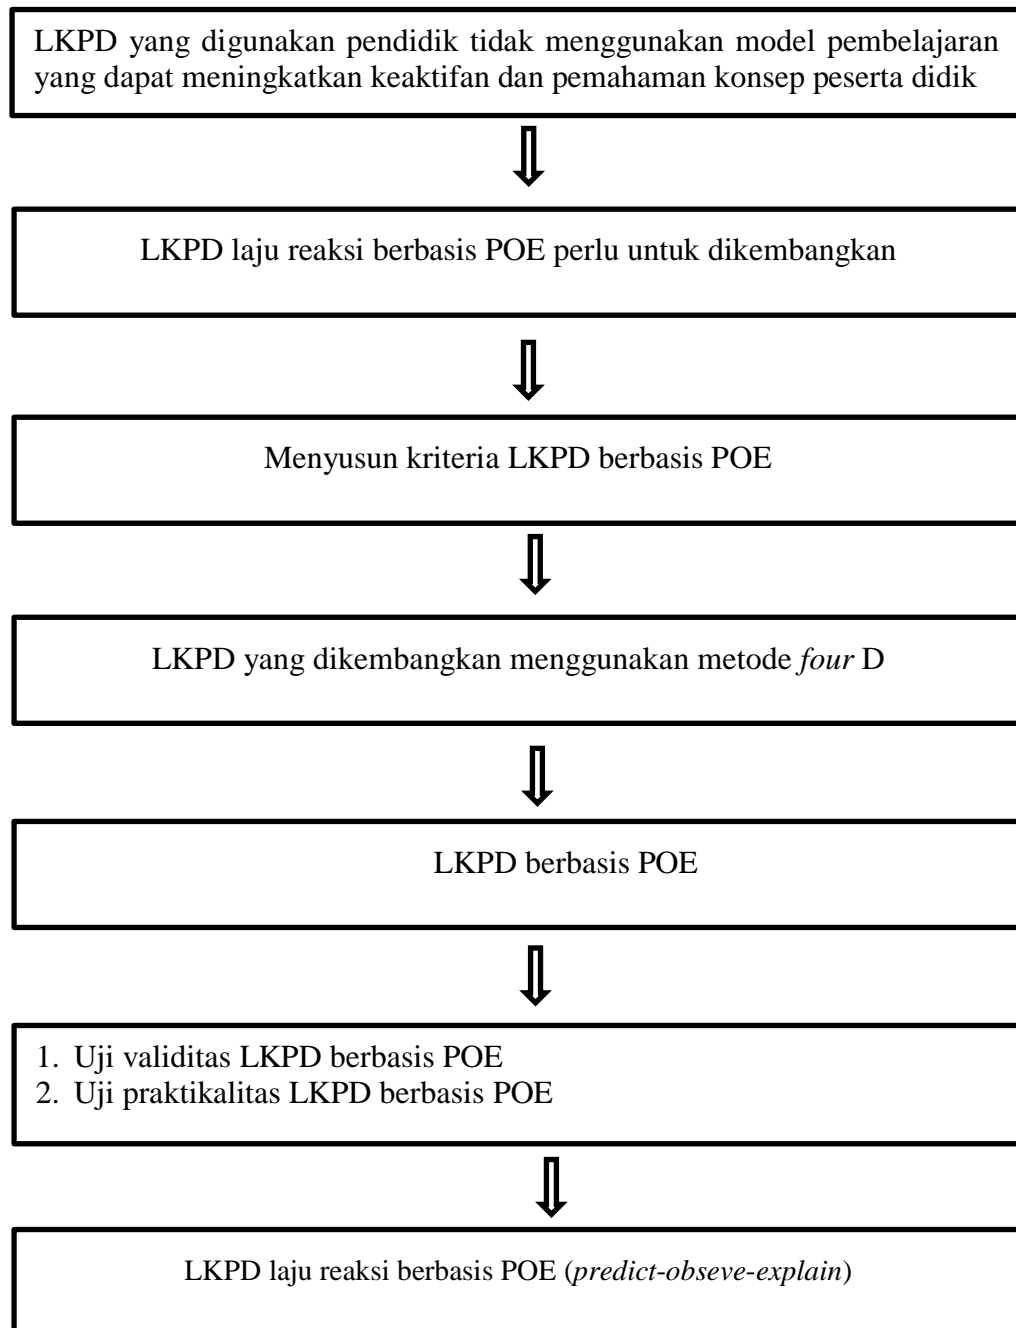 LKPD yang digunakan pendidik tidak menggunakan model pembelajaran
yang dapat meningkatkan keaktifan dan pemahaman konsep peserta didik
LKPD laju reaksi berbasis POE perlu untuk dikembangkan
Menyusun kriteria LKPD berbasis POE
LKPD yang dikembangkan menggunakan metode four D
LKPD berbasis POE
1. Uji validitas LKPD berbasis POE
2. Uji praktikalitas LKPD berbasis POE
LKPD laju reaksi berbasis POE (predict-obseve-explain)